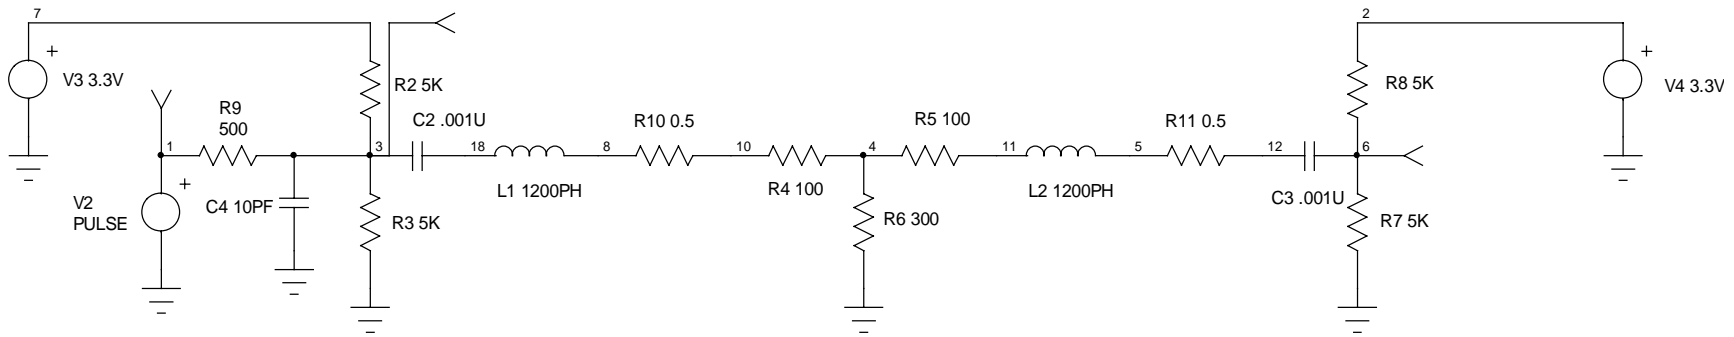 7
2
+
V3 3.3V
R2 5K
R8 5K
+
V4 3.3V
R9
500
C2 .001U
R10 0.5
R5 100
R11 0.5
1
3
18
8
10
4
11
5
12
6
+
V2
PULSE
C4 10PF
R3 5K
L1 1200PH
R4 100
R6 300
L2 1200PH
C3 .001U
R7 5K